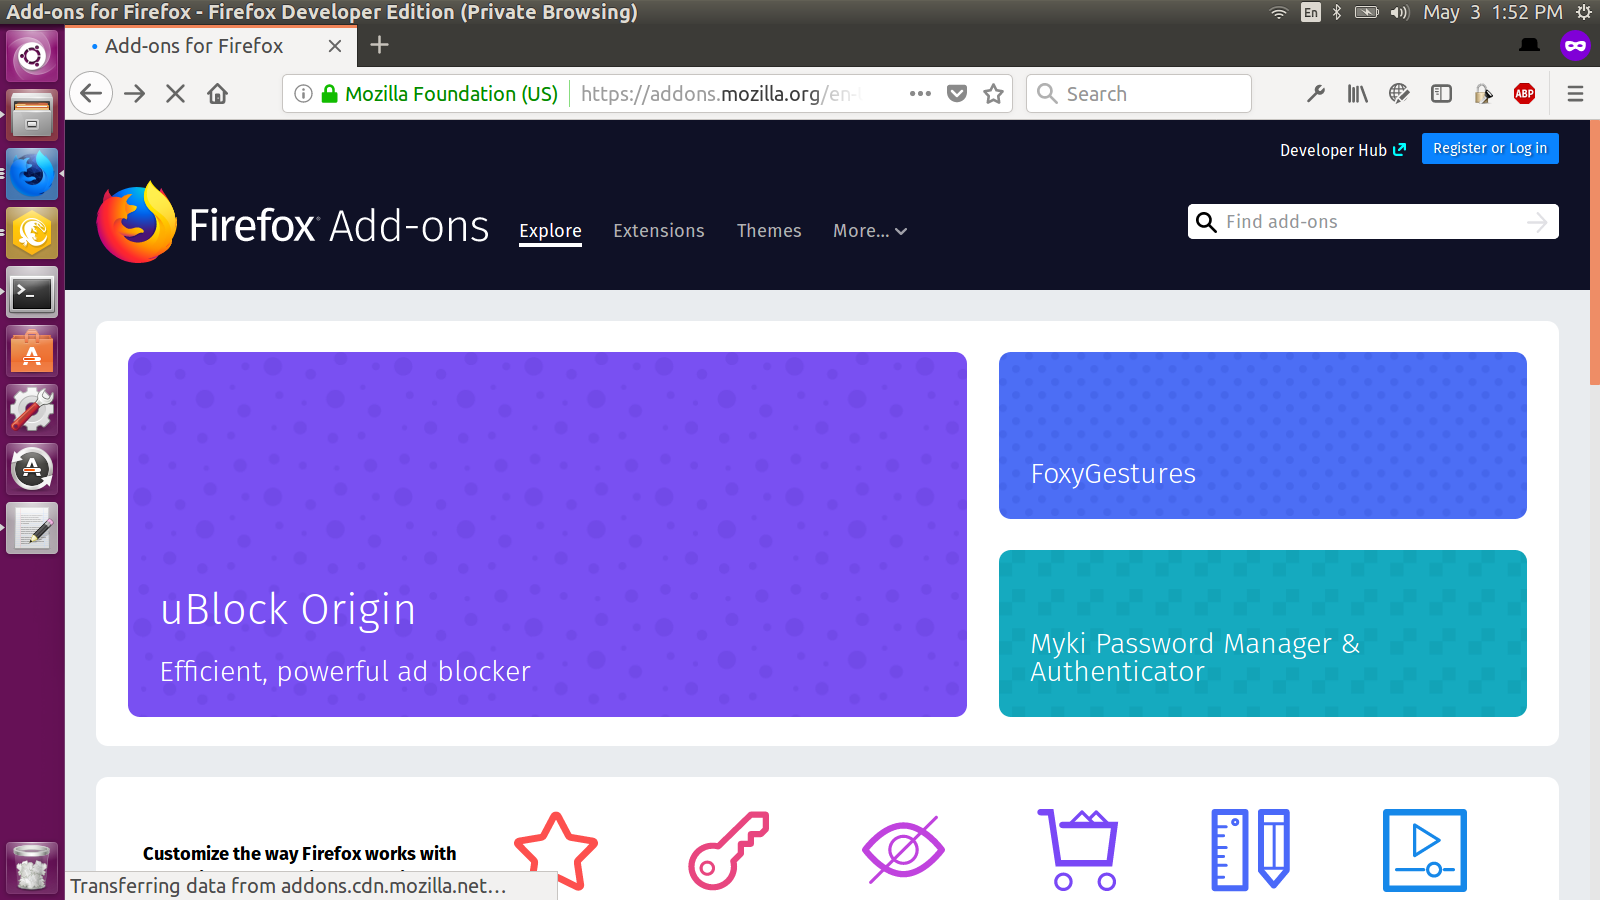 Add-ons for Firefox - Firefox Developer Edition (Private Browsing)
En
May 3 1:52 PM
Add-ons for Firefox
Mozilla Foundation (US)
https://addons.mozilla.org/en-
Search
ABP
Developer Hub
Register or Log in
Firefox Add-ons
Explore
Extensions
Themes
More...
Find add-ons
uBlock Origin
Efficient, powerful ad blocker
FoxyGestures
Myki Password Manager &
Authenticator
Customize the way Firefox works with
Transferring data from addons.cdn.mozilla.net...